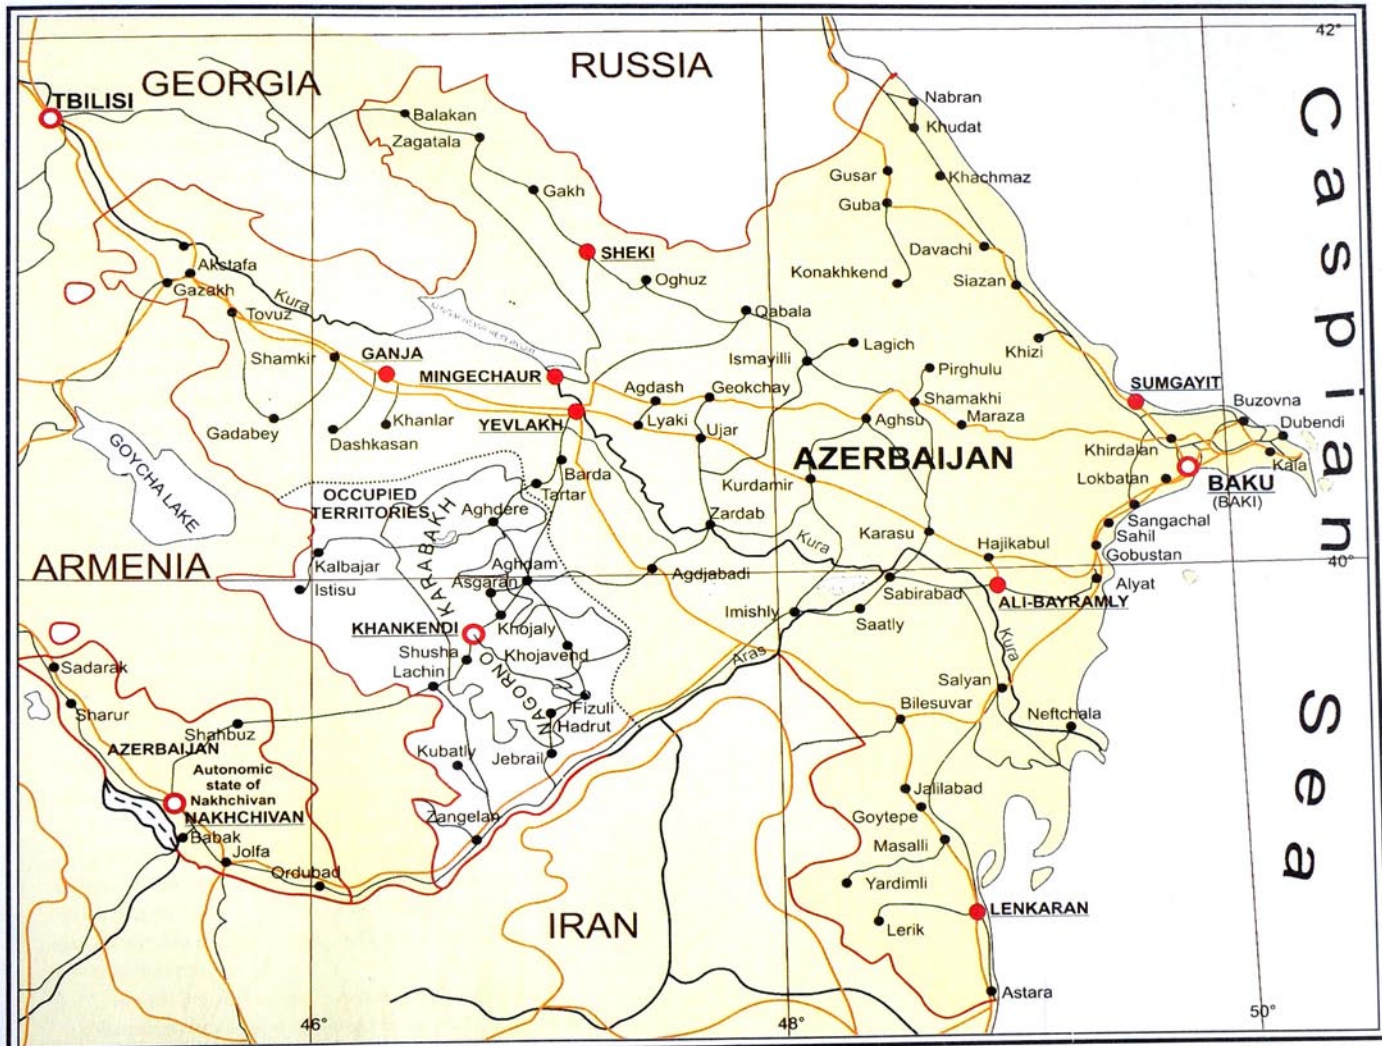 42°
RUSSIA
GEORGIA
TBILISI
Balakan
Nabran
Zagatala
Khudat
Gusar
Khachmaz
Gakh
Guba
SHEKI
Davachi
Akstafa
Konakhkend
Oghuz
Siazan
Gazakh
Kura
Tovuz
Qabala
Lagich
Khizi
Shamkir
GANJA
Ismayilli
MINGECHAUR
Pirghulu
Agdash
Geokchay
SUMGAYIT
Shamakhi
Buzovna
Khanlar
YEVLAKH
Lyaki
Aghsu
Maraza
Dubendi
Gadabey
Dashkasan
Ujar
Khirdalan
GOYCHA LAKE
AZERBAIJAN
Kala
Barda
Kurdamir
Lokbatan
BAKU
(BAKI)
OCCUPIED
TERRITORIES
Tartar
Aghdere
Zardab
Sangachal
Karasu
Sahil
Kura
Hajikabul
Gobustan
40°
ARMENIA
Kalbajar
KARABAKH
Aghdam
Agdjabadi
Asgaran
Alyat
Istisu
Sabirabad
ALI-BAYRAMLY
Imishly
Saatly
KHANKENDI
Khojaly
Kura
Shusha
Khojavend
Aras
Sadarak
Lachin
NAGORNO
Salyan
Sharur
Fizuli
Bilesuvar
Neftchala
Shahbuz
Hadrut
AZERBAIJAN
Kubatly
Jebrail
Autonomic
state of
Nakhchivan
NAKHCHIVAN
Jalilabad
Goytepe
Zangelan
Babak
Masalli
Jolfa
Ordubad
Yardimli
IRAN
LENKARAN
Lerik
Astara
46°
48°
50°
Caspian Sea